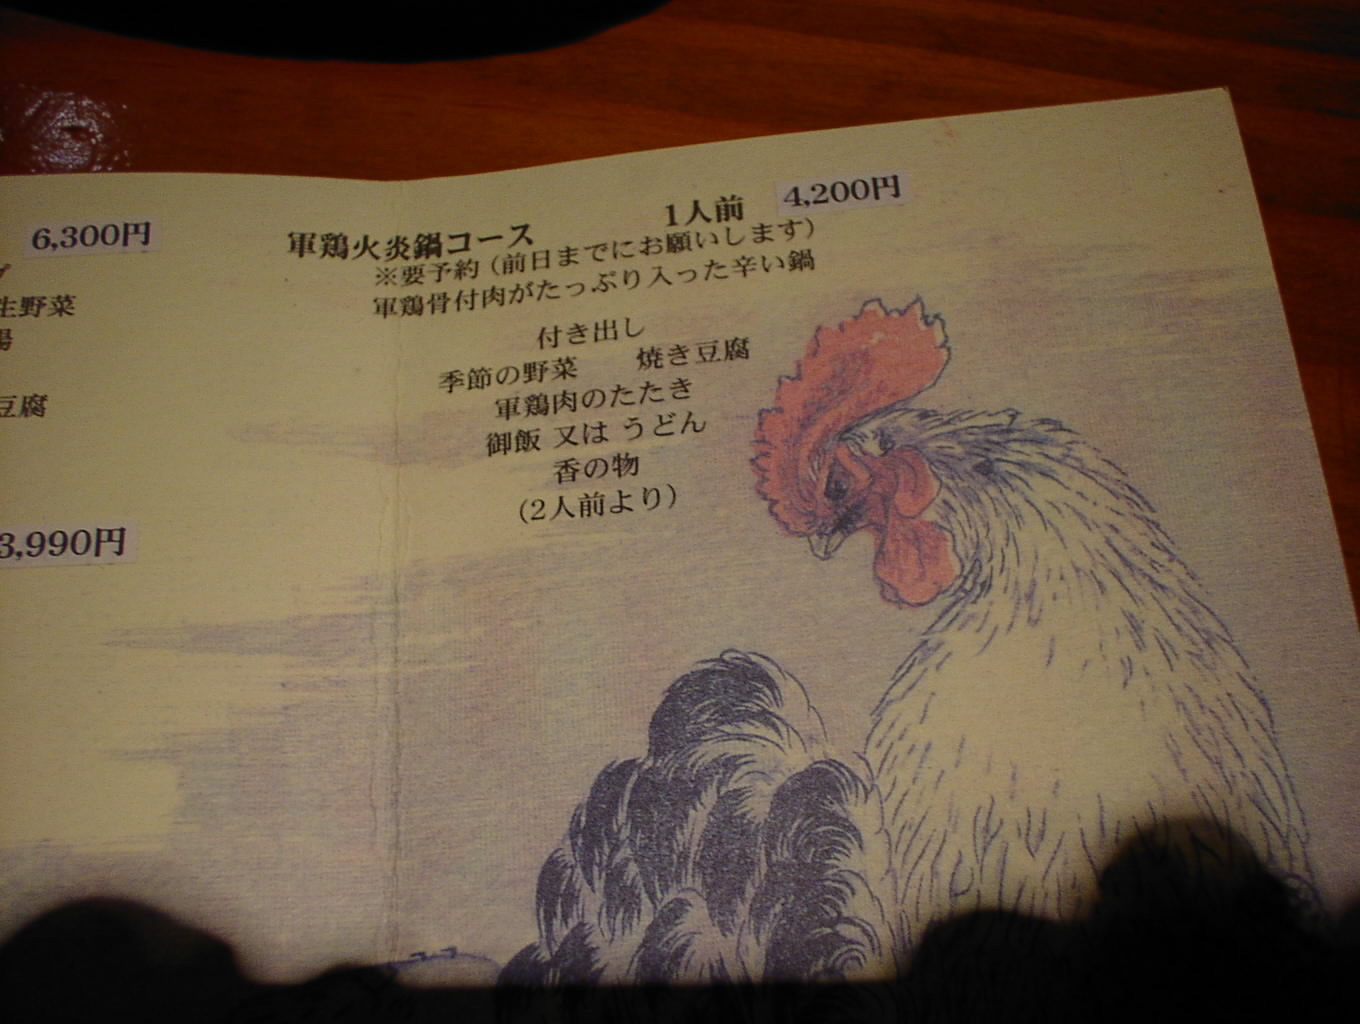 6,300円
生野菜
豆腐
3,990円
軍鶏火炎鍋コース 1人前 4,200円
※要予約(前日までにお願いします)
軍鶏骨付肉がたっぷり入った辛い鍋
付き出し
季節の野菜 焼き豆腐
軍鶏肉のたたき
御飯 又は うどん
香の物
(2人前より)